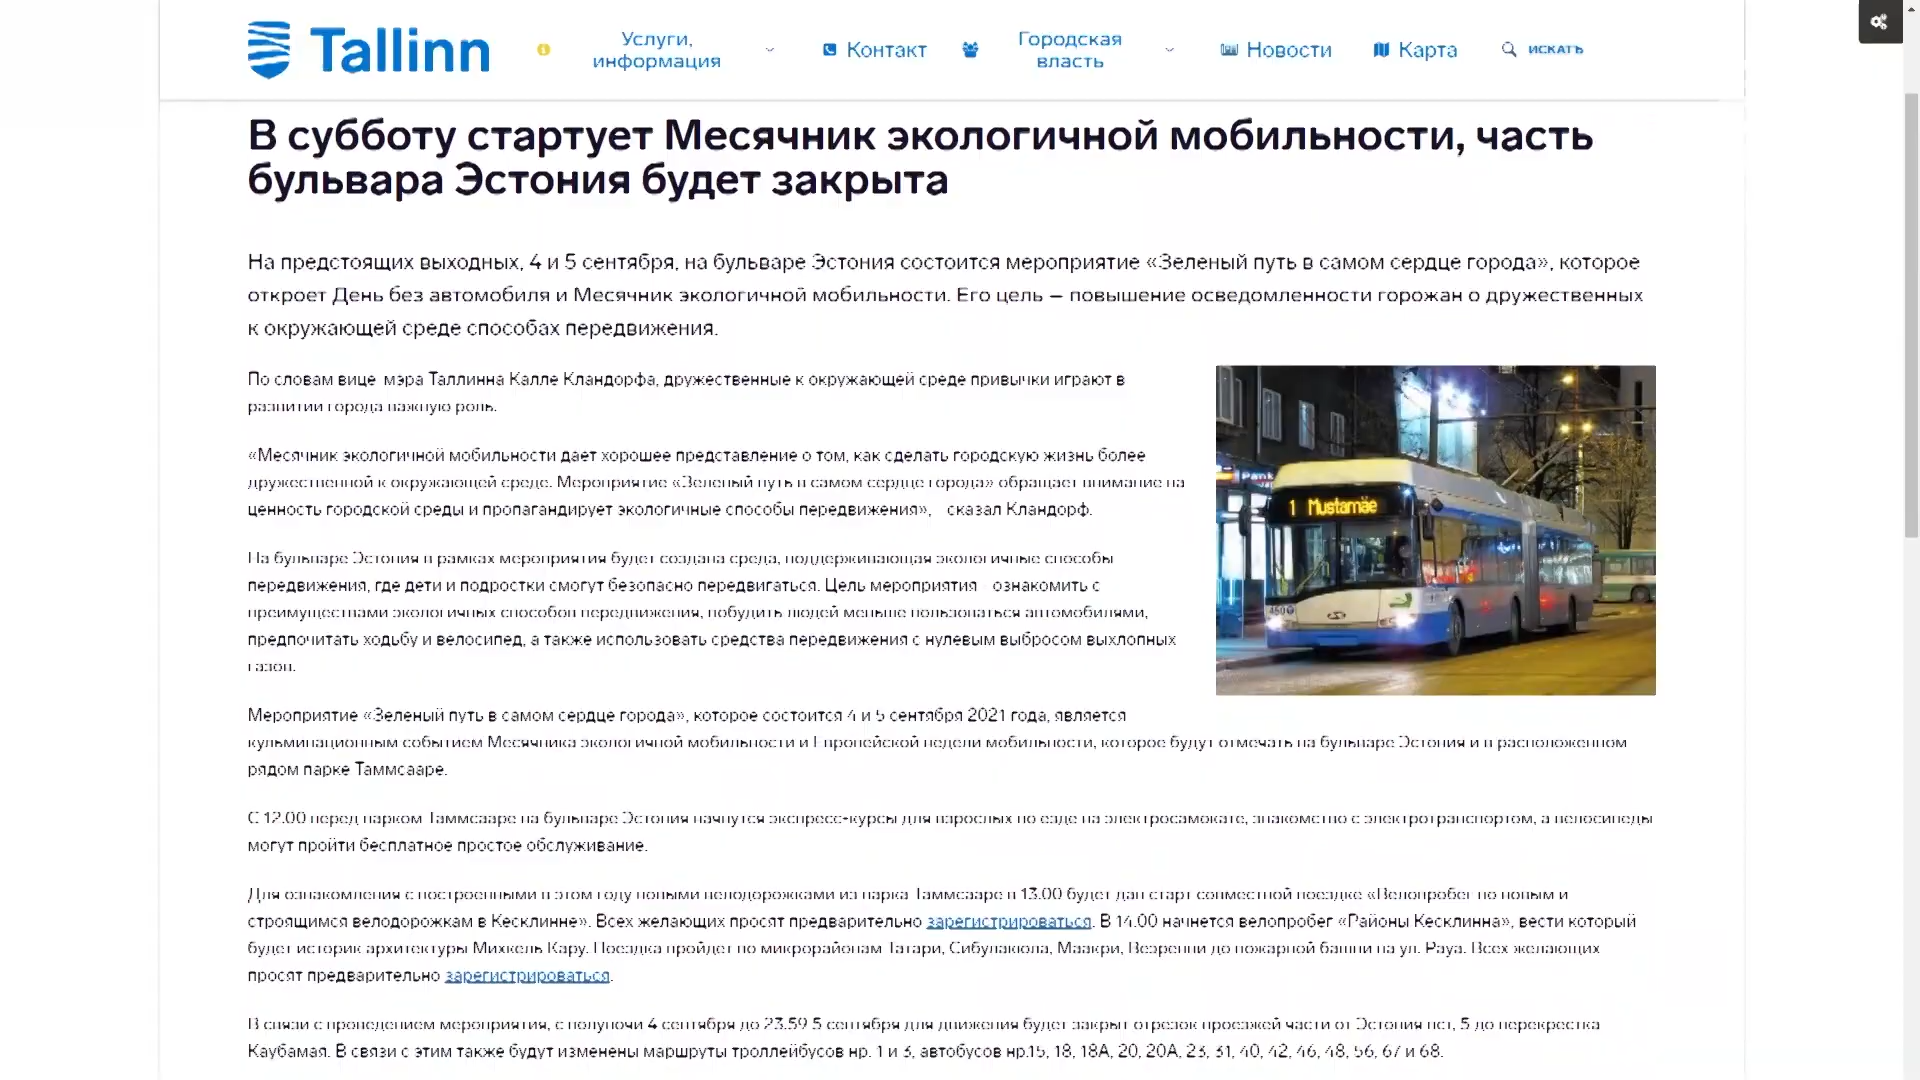 Tallinn
Услуги,
информация
Контакт
Городская
власть
Новости
Карта
ИСКАТЬ
В субботу стартует Месячник экологичной мобильности, часть
бульвара Эстония будет закрыта
На предстоящих выходных, 4 и 5 сентября, на бульваре Эстония состоится мероприятие «Зеленый путь в самом сердце города», которое
откроет День без автомобиля и Месячник экологичной мобильности. Его цель – повышение осведомленности горожан о дружественных
к окружающей среде способах передвижения.
По словам вице мэра Таллинна Калле Кландорфа, дружественные к окружающей среде привычки играют в
развитии города важную роль.
«Месячник экологичной мобильности дает хорошее представление о том, как сделать городскую жизнь более
дружественной к окружающей среде. Мероприятие «Зеленый путь в самом сердце города» обращает внимание на
ценность городской среды и пропагандирует экологичные способы передвижения», сказал Кландорф.
На бульваре Эстония в рамках мероприятия будет создана среда, поддерживающая экологичные способы
передвижения, где дети и подростки смогут безопасно передвигаться. Цель мероприятия - ознакомить с
преимуществами экологичных способов передвижения, побудить людей меньше пользоваться автомобилями,
предпочитать ходьбу и велосипед, а также использовать средства передвижения с нулевым выбросом выхлопных
газов.
1 Mustamäe
Мероприятие «Зеленый путь в самом сердце города», которое состоится 4 и 5 сентября 2021 года, является
кульминационным событием Месячника экологичной мобильности и Европейской недели мобильности, которое будут отмечать на бульваре Эстония и в расположенном
рядом парке Таммсааре.
С 12.00 перед парком Таммсааре на бульваре Эстония начнутся экспресс-курсы для взрослых по езде на электросамокате, знакомство с электротранспортом, а велосипеды
могут пройти бесплатное простое обслуживание.
Для ознакомления с построенными в этом году новыми велодорожками из парка Таммсааре в 13.00 будет дан старт совместной поездке «Велопробег по новым и
строящимся велодорожкам в Кесклинне». Всех желающих просят предварительно зарегистрироваться. В 14.00 начнется велопробег «Районы Кесклинна», вести который
будет историк архитектуры Михкель Кару. Поездка пройдет по микрорайонам Татари, Сибулакюла, Маакри, Веэренни до пожарной башни на ул. Рауа. Всех желающих
просят предварительно зарегистрироваться.
В связи с проведением мероприятия, с полуночи 4 сентября до 23.59 5 сентября для движения будет закрыт отрезок проезжей части от Эстония пст, 5 до перекрестка
Каубамая. В связи с этим также будут изменены маршруты троллейбусов нр. 1 и 3, автобусов нр.15, 18, 18А, 20, 20А, 23, 31, 40, 42, 46, 48, 56, 67 и 68.